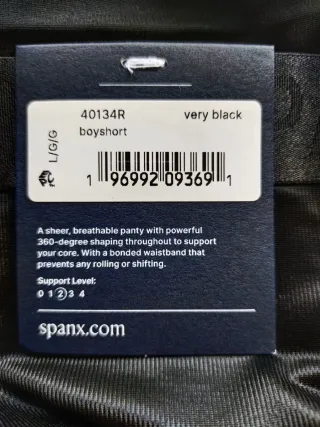 40134R very black
boyshort
L/G/G
1 96992 09369 1
A sheer, breathable panty with powerful
360-degree shaping throughout to support
your core. With a bonded waistband that
prevents any rolling or shifting.
Support Level:
0 1 2 3 4
spanx.com